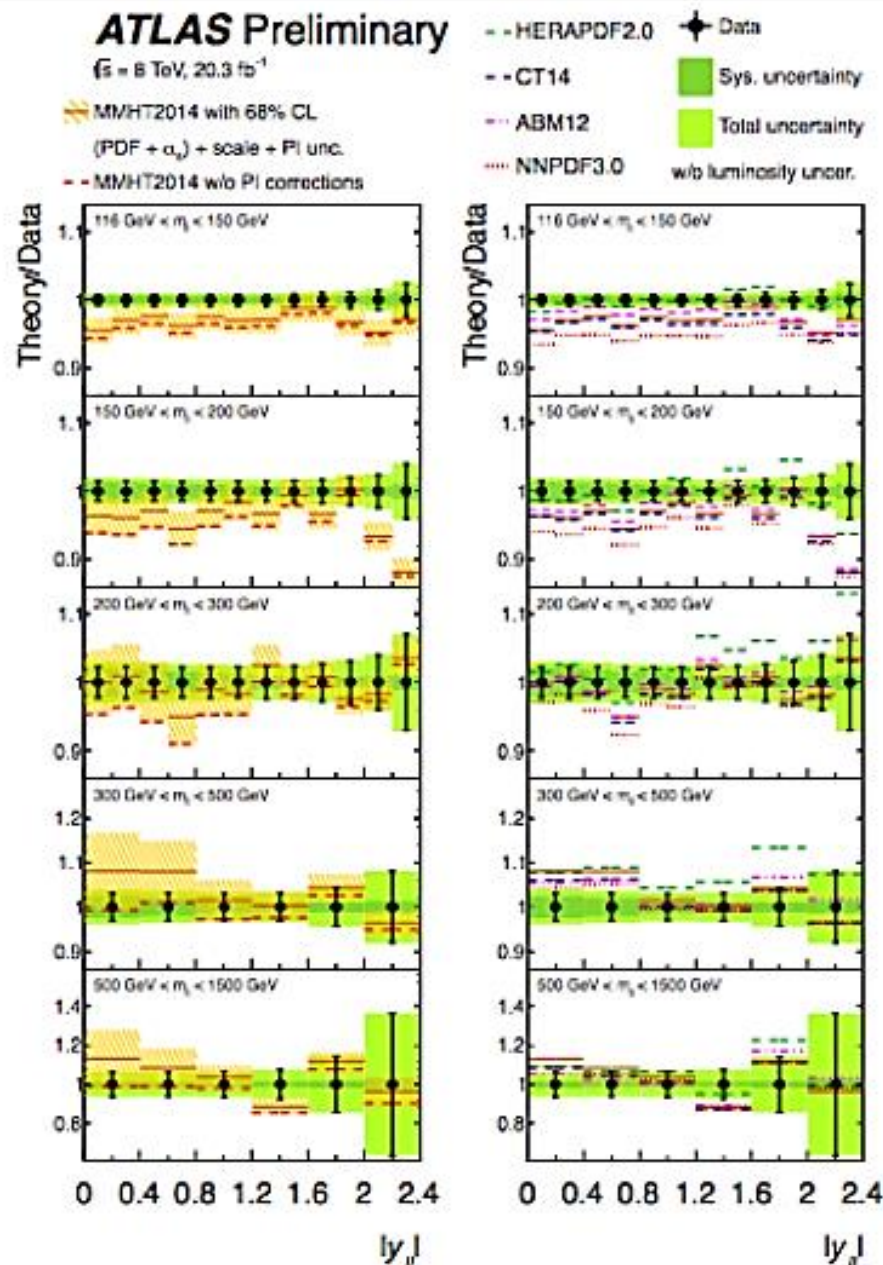 ATLAS Preliminary
√s = 8 TeV, 20.3 fb⁻¹
MMHT2014 with 68% CL
(PDF + αₛ) + scale + PI unc.
MMHT2014 w/o PI corrections
HERAPDF2.0
CT14
ABM12
NNPDF3.0
Data
Sys. uncertainty
Total uncertainty
w/o luminosity uncer.
Theory/Data
116 GeV < mₗₗ < 150 GeV
1.1
1
0.9
150 GeV < mₗₗ < 200 GeV
1.1
1
0.9
200 GeV < mₗₗ < 300 GeV
1.1
1
0.9
300 GeV < mₗₗ < 500 GeV
1.2
1.1
1
0.9
500 GeV < mₗₗ < 1500 GeV
1.4
1.2
1
0.8
0 0.4 0.8 1.2 1.6 2 2.4
|yₗₗ|
Theory/Data
116 GeV < mₗₗ < 150 GeV
1.1
1
0.9
150 GeV < mₗₗ < 200 GeV
1.1
1
0.9
200 GeV < mₗₗ < 300 GeV
1.1
1
0.9
300 GeV < mₗₗ < 500 GeV
1.2
1.1
1
0.9
500 GeV < mₗₗ < 1500 GeV
1.4
1.2
1
0.8
0 0.4 0.8 1.2 1.6 2 2.4
|yₗₗ|